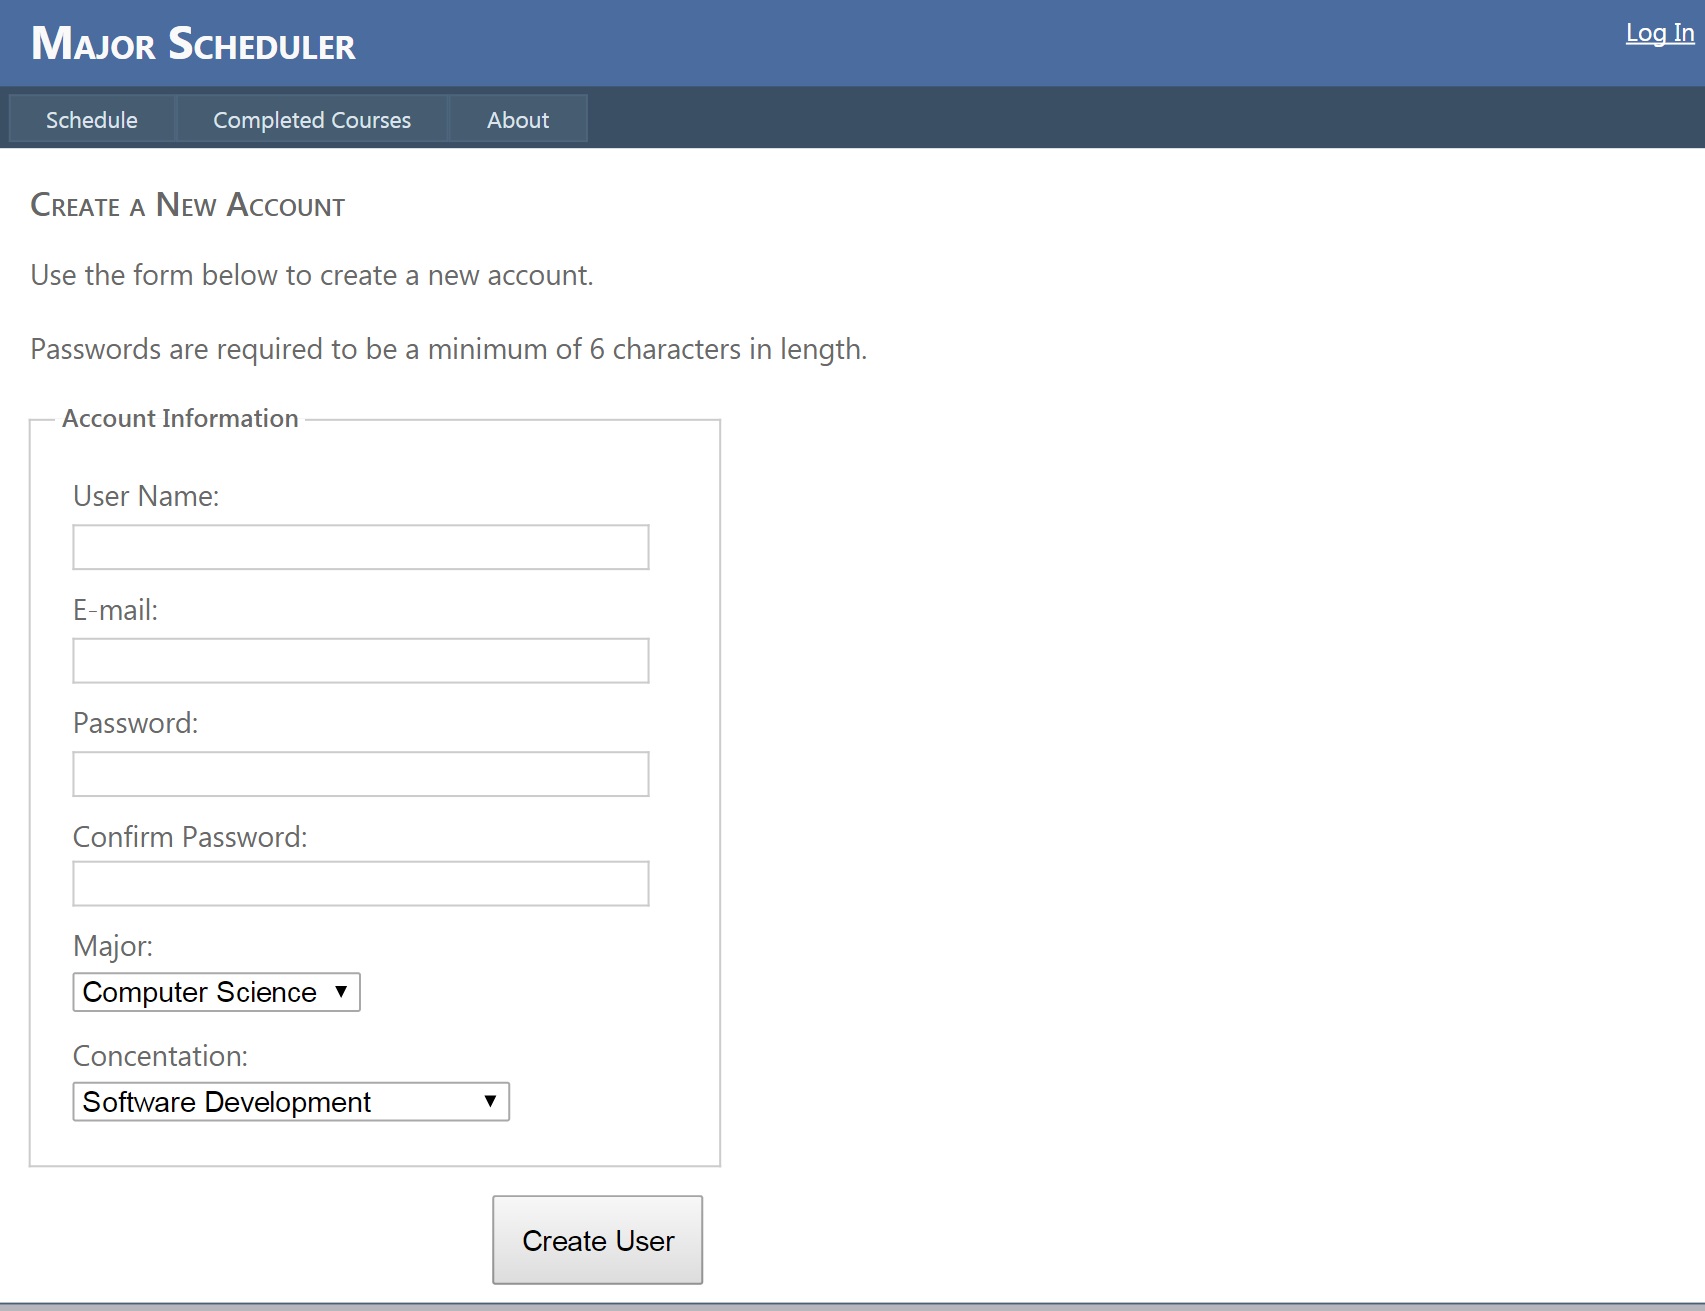 Major Scheduler
Log In
Schedule Completed Courses About
Create a New Account
Use the form below to create a new account.
Passwords are required to be a minimum of 6 characters in length.
Account Information
User Name:
E-mail:
Password:
Confirm Password:
Major:
Computer Science
Concentation:
Software Development
Create User